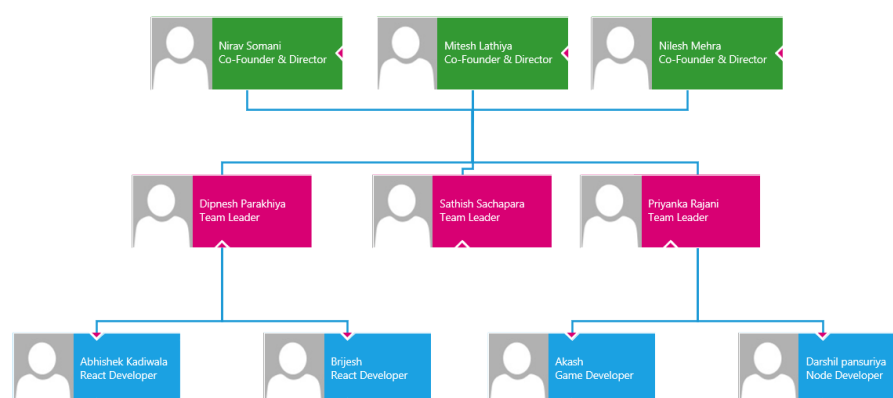 Nirav Somani
Co-Founder & Director
Mitesh Lathiya
Co-Founder & Director
Nilesh Mehra
Co-Founder & Director
Dipnesh Parakhiya
Team Leader
Sathish Sachapara
Team Leader
Priyanka Rajani
Team Leader
Abhishek Kadiwala
React Developer
Brijesh
React Developer
Akash
Game Developer
Darshil pansuriya
Node Developer